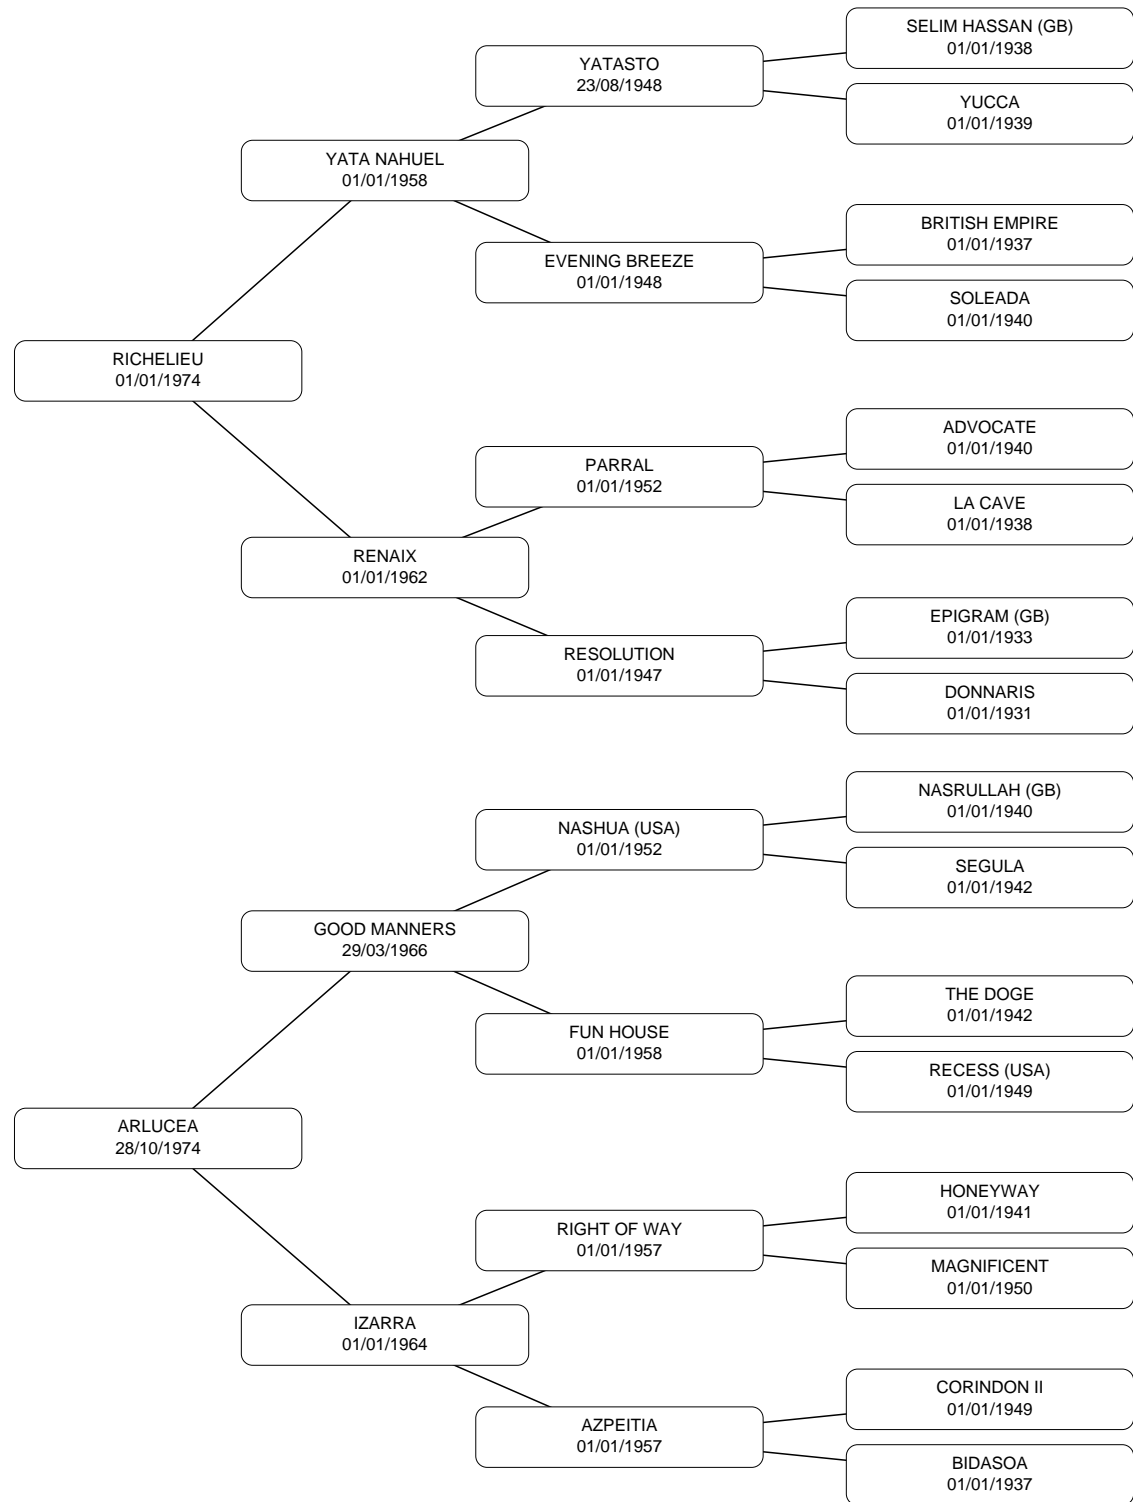 SELIM HASSAN (GB)
01/01/1938
YATASTO
23/08/1948
YUCCA
01/01/1939
YATA NAHUEL
01/01/1958
BRITISH EMPIRE
01/01/1937
EVENING BREEZE
01/01/1948
SOLEADA
01/01/1940
RICHELIEU
01/01/1974
ADVOCATE
01/01/1940
PARRAL
01/01/1952
LA CAVE
01/01/1938
RENAIX
01/01/1962
EPIGRAM (GB)
01/01/1933
RESOLUTION
01/01/1947
DONNARIS
01/01/1931
NASRULLAH (GB)
01/01/1940
NASHUA (USA)
01/01/1952
SEGULA
01/01/1942
GOOD MANNERS
29/03/1966
THE DOGE
01/01/1942
FUN HOUSE
01/01/1958
RECESS (USA)
01/01/1949
ARLUCEA
28/10/1974
HONEYWAY
01/01/1941
RIGHT OF WAY
01/01/1957
MAGNIFICENT
01/01/1950
IZARRA
01/01/1964
CORINDON II
01/01/1949
AZPEITIA
01/01/1957
BIDASOA
01/01/1937